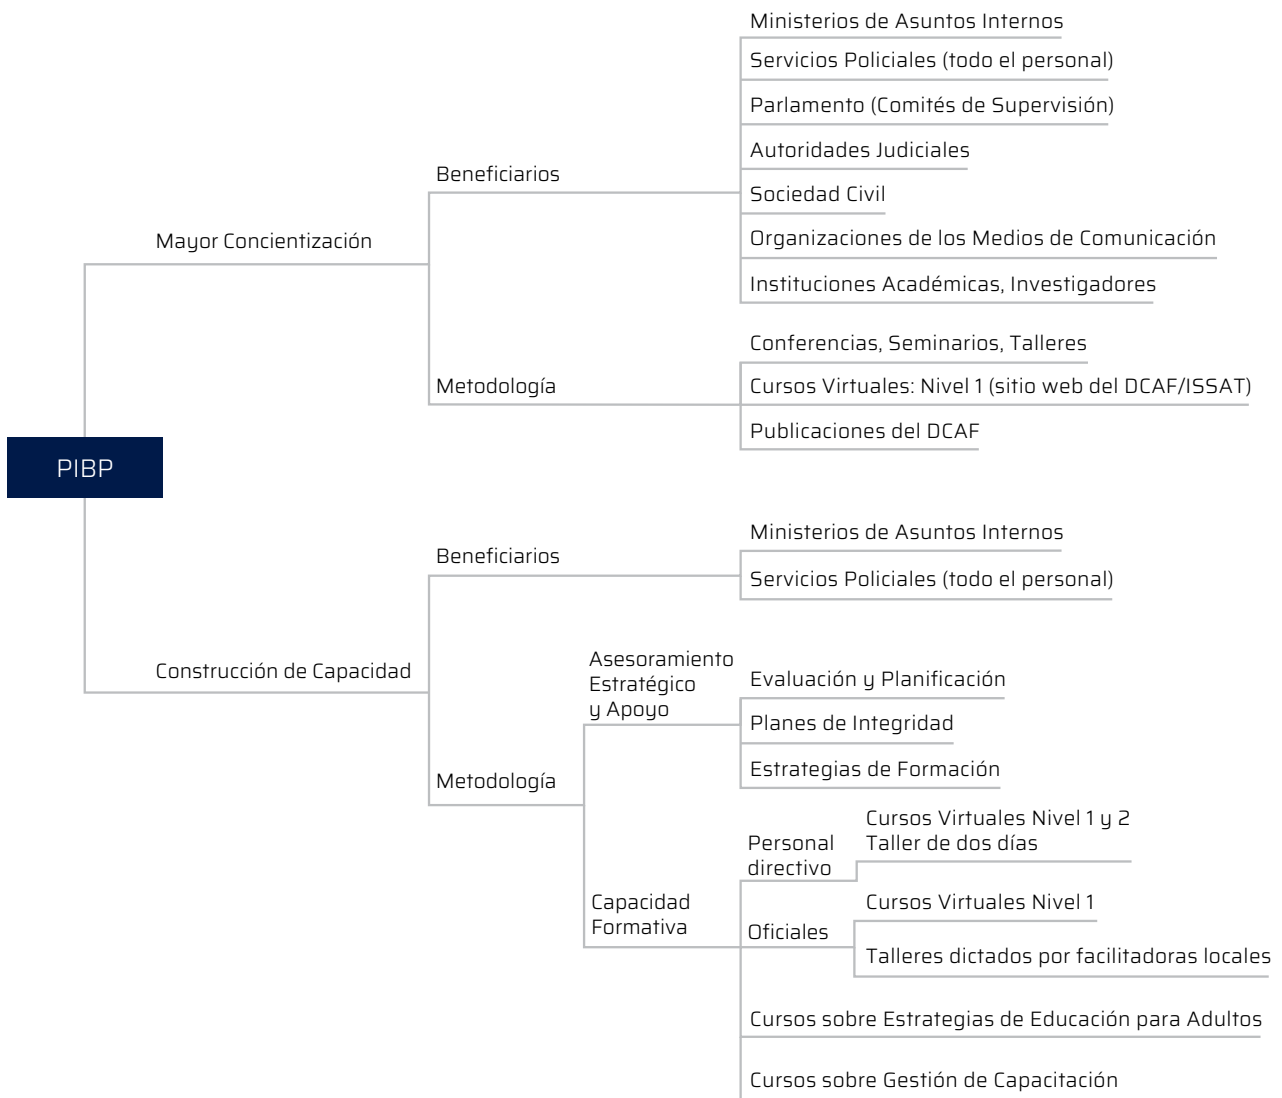 Ministerios de Asuntos Internos
Servicios Policiales (todo el personal)
Parlamento (Comités de Supervisión)
Autoridades Judiciales
Beneficiarios
Sociedad Civil
Mayor Concientización
Organizaciones de los Medios de Comunicación
Instituciones Académicas, Investigadores
Conferencias, Seminarios, Talleres
Metodología
Cursos Virtuales: Nivel 1 (sitio web del DCAF/ISSAT)
Publicaciones del DCAF
PIBP
Ministerios de Asuntos Internos
Beneficiarios
Servicios Policiales (todo el personal)
Construcción de Capacidad
Asesoramiento
Estratégico
y Apoyo
Evaluación y Planificación
Planes de Integridad
Estrategias de Formación
Metodología
Cursos Virtuales Nivel 1 y 2
Taller de dos días
Personal
directivo
Capacidad
Formativa
Cursos Virtuales Nivel 1
Oficiales
Talleres dictados por facilitadoras locales
Cursos sobre Estrategias de Educación para Adultos
Cursos sobre Gestión de Capacitación